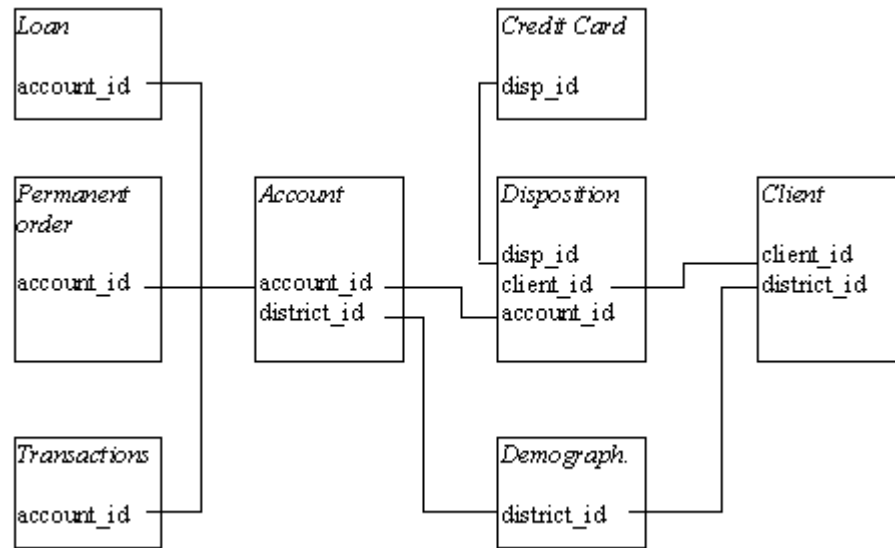 Loan
account_id
Credit Card
disp_id
Permanent
order
account_id
Account
account_id
district_id
Disposition
disp_id
client_id
account_id
Client
client_id
district_id
Transactions
account_id
Demograph.
district_id